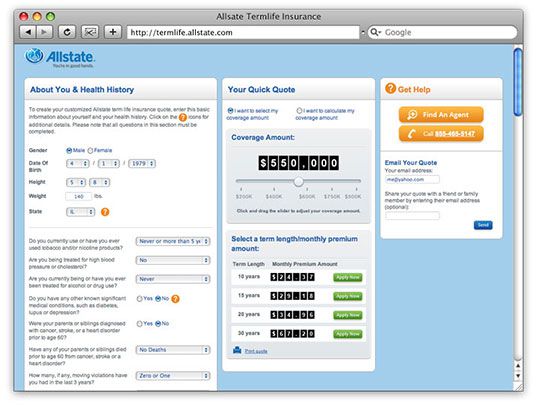 Allsate Termlife Insurance
http://termlife.allstate.com
Google
Allstate.
You're in good hands.
About You & Health History
To create your customized Allstate term life insurance quote, enter this basic
information about yourself and your health history. Click on the ? icons for
additional details. Please note that all questions in this section must be
completed.
Gender Male Female
Date Of
Birth
4 / 1 / 1979
Height 5 8
Weight 140 lbs.
State IL ?
Do you currently use or have you ever
used tobacco and/or nicotine products?
Never or more than 5 ye
Are you being treated for high blood
pressure or cholesterol?
No
Are you currently being or have you ever
been treated for alcohol or drug use?
Never
Do you have any other known significant
medical conditions, such as diabetes,
lupus or depression?
Yes No ?
Were your parents or siblings diagnosed
with cancer, stroke, or a heart disorder
prior to age 60?
Yes No
Have any of your parents or siblings died
prior to age 60 from cancer, stroke or a
heart disorder?
No Deaths
How many, if any, moving violations have
you had in the last 3 years?
Zero or One
Your Quick Quote
I want to select my
coverage amount
I want to calculate my
coverage amount
Coverage Amount:
$550,000
$200K $400K $600K $750K $800K
Click and drag the slider to adjust your coverage amount.
Select a term length/monthly premium
amount:
Term Length Monthly Premium Amount
10 years $24.37 Apply Now
15 years $29.18 Apply Now
20 years $34.96 Apply Now
30 years $67.20 Apply Now
Print quote
? Get Help
Find An Agent
Call 855-469-5147
Email Your Quote
Your email address:
me@yahoo.com
Share your quote with a friend or family
member by entering their email address
(optional):
Send